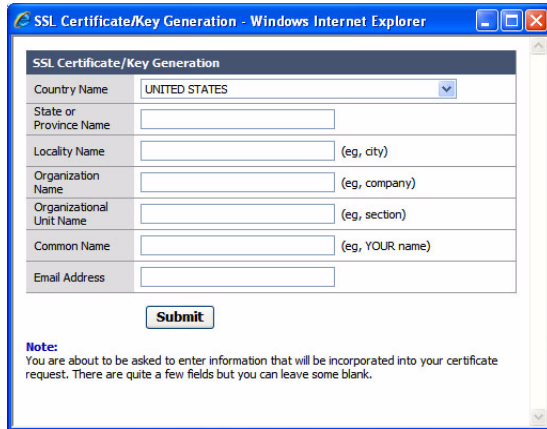 SSL Certificate/Key Generation - Windows Internet Explorer
SSL Certificate/Key Generation
Country Name UNITED STATES
State or
Province Name
Locality Name (eg, city)
Organization
Name (eg, company)
Organizational
Unit Name (eg, section)
Common Name (eg, YOUR name)
Email Address
Submit
Note:
You are about to be asked to enter information that will be incorporated into your certificate
request. There are quite a few fields but you can leave some blank.